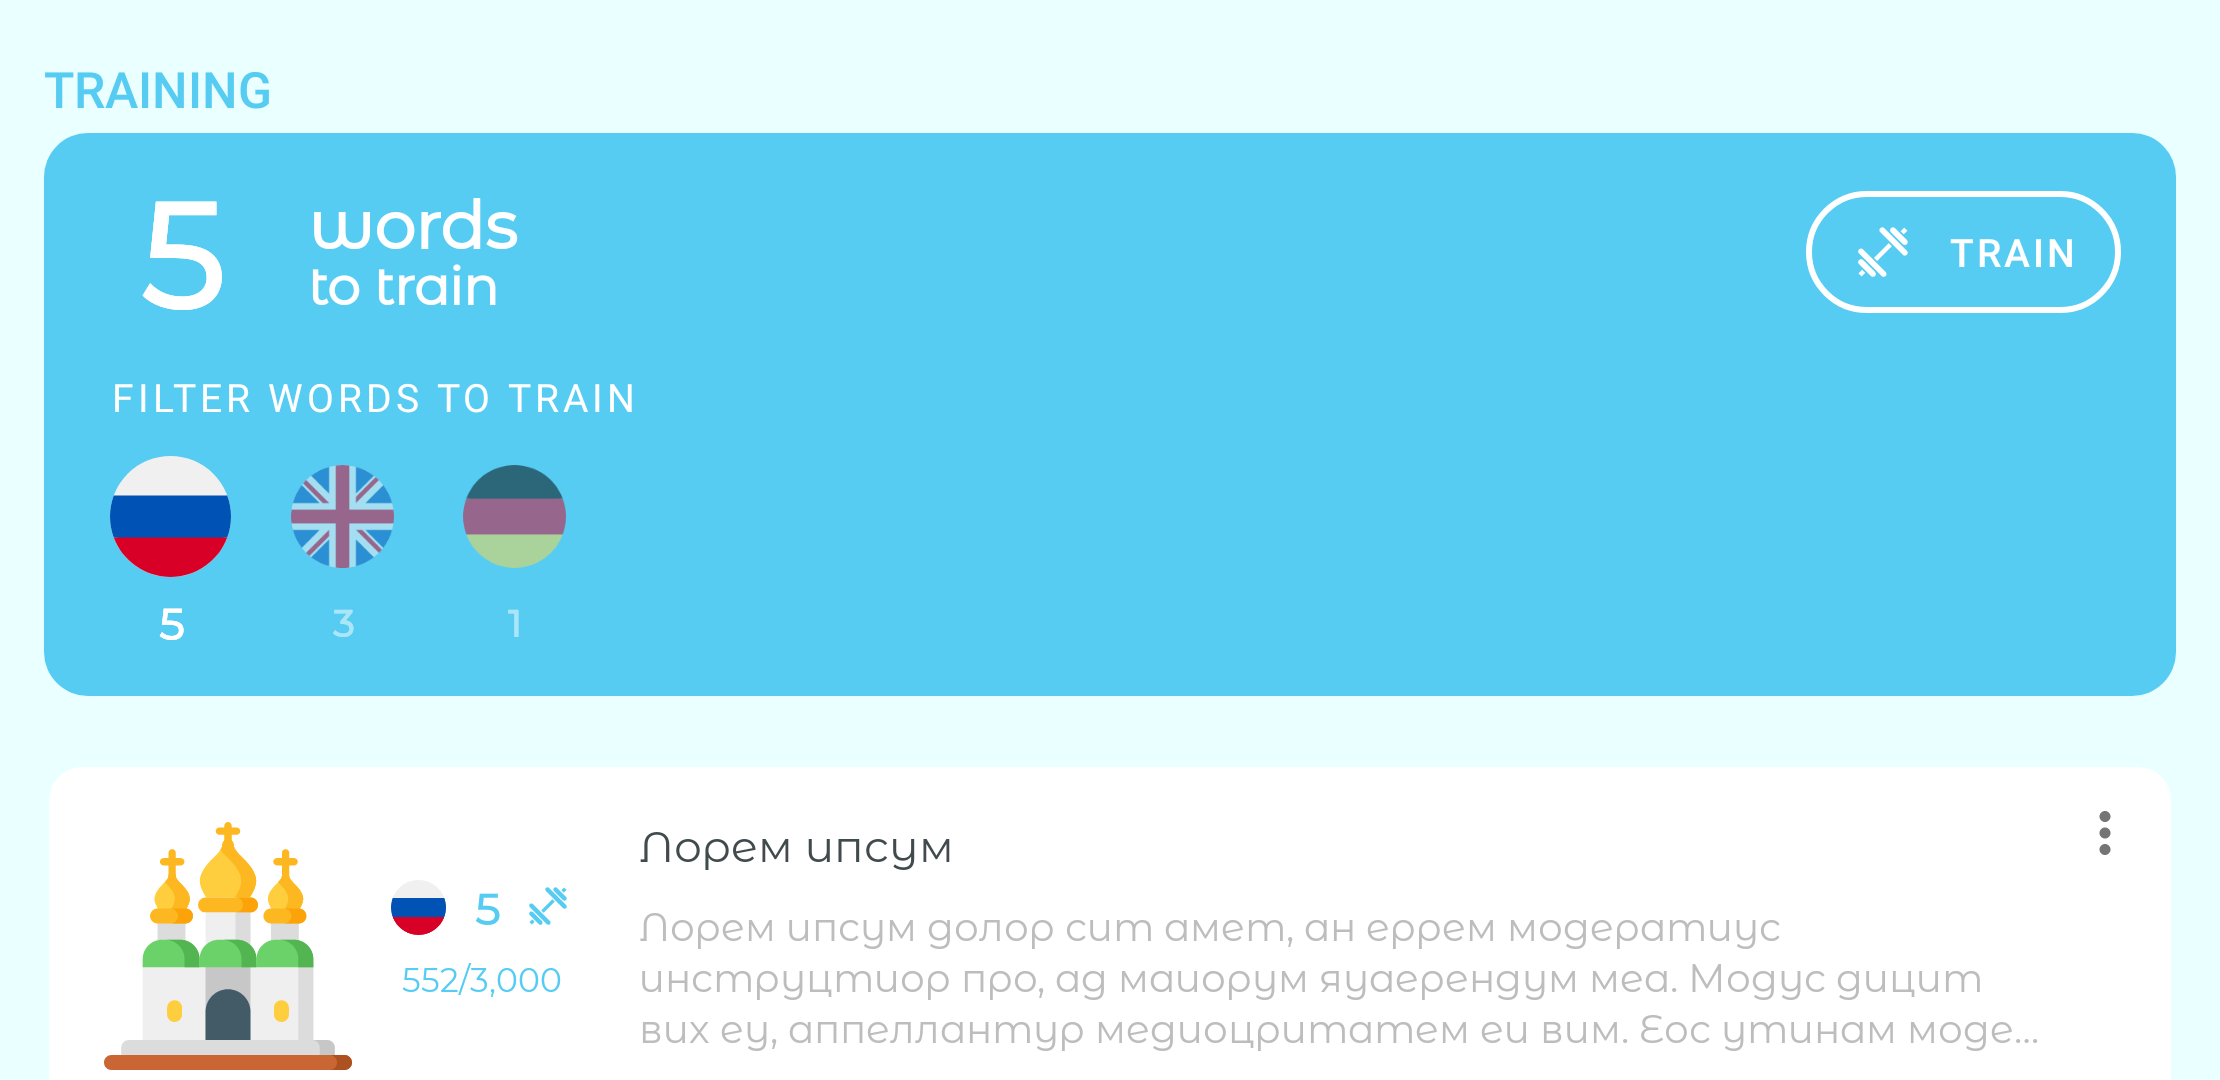 TRAINING
5 words
to train
TRAIN
FILTER WORDS TO TRAIN
5 3 1
Лорем ипсум
5
552/3,000
Лорем ипсум долор сит амет, ан еррем модератиус
инструцтиор про, ад маиорум яуаерендум меа. Модус дицит
вих еу, аппеллантур медиоцритатем еи вим. Еос утинам моде...